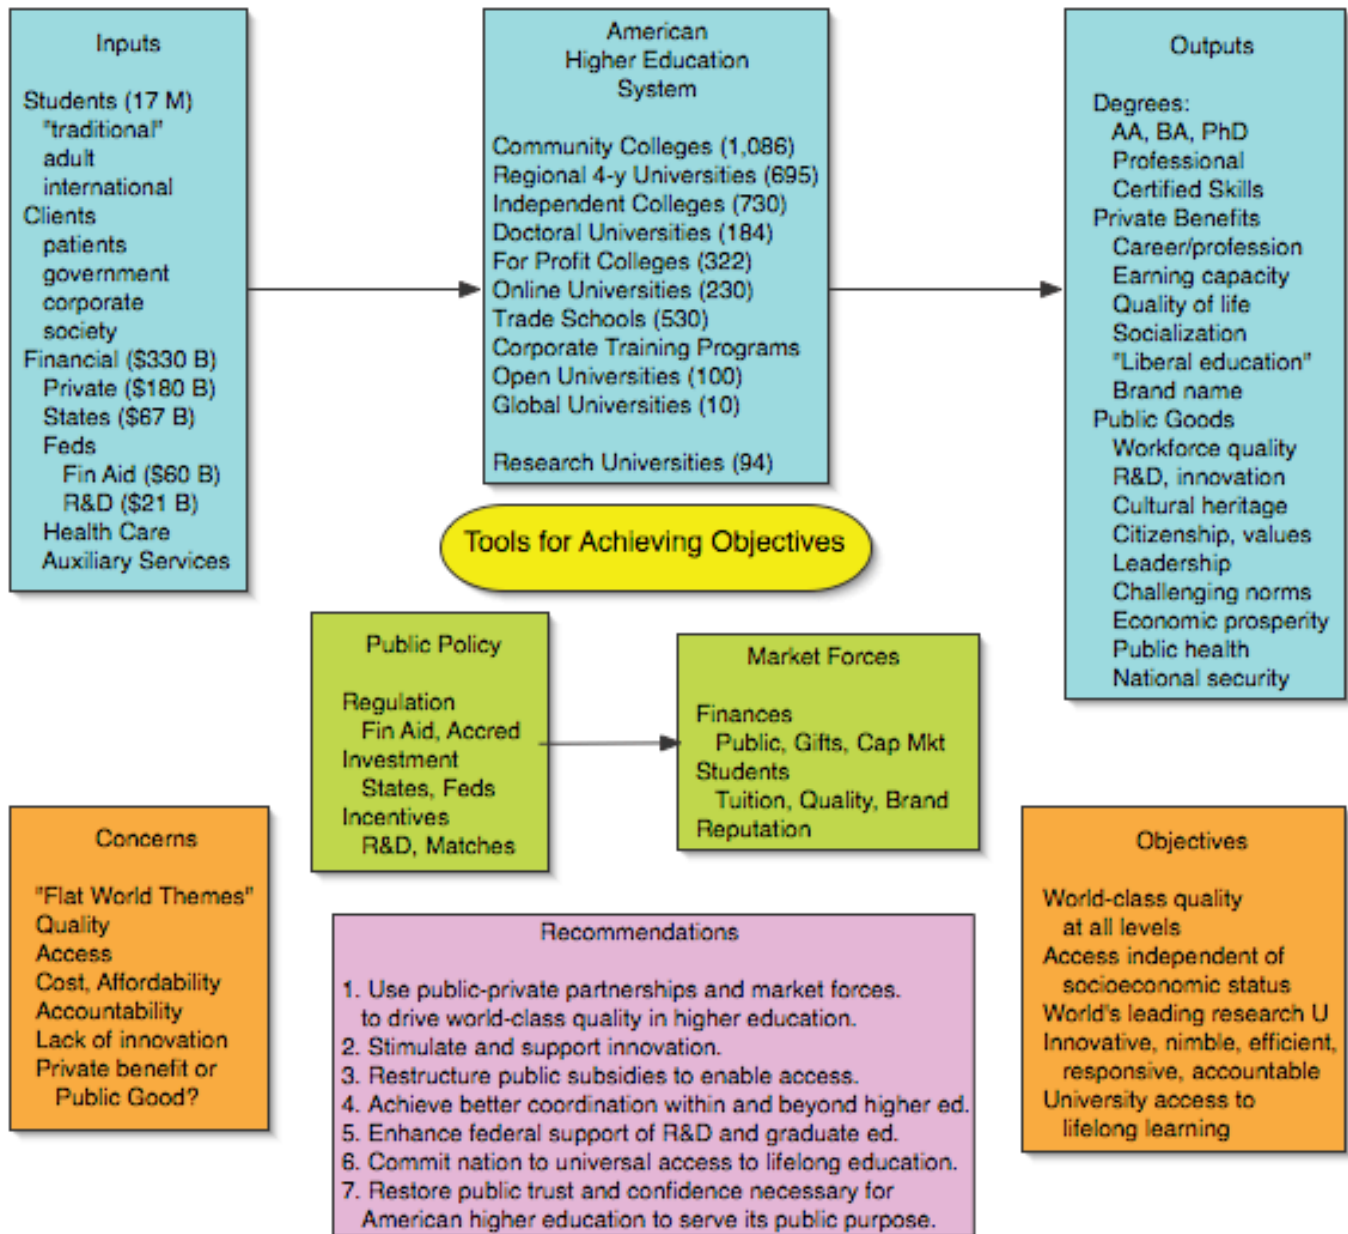 Inputs
Students (17 M)
"traditional"
adult
international
Clients
patients
government
corporate
society
Financial ($330 B)
Private ($180 B)
States ($67 B)
Feds
Fin Aid ($60 B)
R&D ($21 B)
Health Care
Auxiliary Services
American
Higher Education
System
Community Colleges (1,086)
Regional 4-y Universities (695)
Independent Colleges (730)
Doctoral Universities (184)
For Profit Colleges (322)
Online Universities (230)
Trade Schools (530)
Corporate Training Programs
Open Universities (100)
Global Universities (10)
Research Universities (94)
Outputs
Degrees:
AA, BA, PhD
Professional
Certified Skills
Private Benefits
Career/profession
Earning capacity
Quality of life
Socialization
"Liberal education"
Brand name
Public Goods
Workforce quality
R&D, innovation
Cultural heritage
Citizenship, values
Leadership
Challenging norms
Economic prosperity
Public health
National security
Tools for Achieving Objectives
Public Policy
Regulation
Fin Aid, Accred
Investment
States, Feds
Incentives
R&D, Matches
Market Forces
Finances
Public, Gifts, Cap Mkt
Students
Tuition, Quality, Brand
Reputation
Concerns
"Flat World Themes"
Quality
Access
Cost, Affordability
Accountability
Lack of innovation
Private benefit or
Public Good?
Recommendations
1. Use public-private partnerships and market forces.
to drive world-class quality in higher education.
2. Stimulate and support innovation.
3. Restructure public subsidies to enable access.
4. Achieve better coordination within and beyond higher ed.
5. Enhance federal support of R&D and graduate ed.
6. Commit nation to universal access to lifelong education.
7. Restore public trust and confidence necessary for
American higher education to serve its public purpose.
Objectives
World-class quality
at all levels
Access independent of
socioeconomic status
World's leading research U
Innovative, nimble, efficient,
responsive, accountable
University access to
lifelong learning